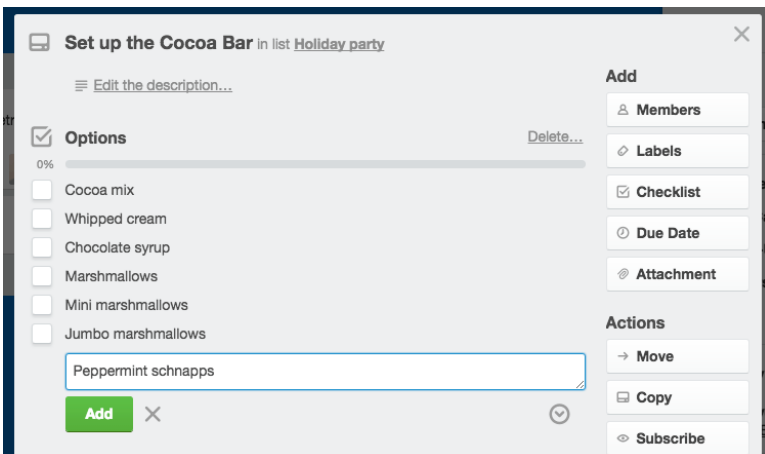 Set up the Cocoa Bar in list Holiday party
Edit the description...
Options Delete...
0%
Cocoa mix
Whipped cream
Chocolate syrup
Marshmallows
Mini marshmallows
Jumbo marshmallows
Peppermint schnapps
Add
Add
Members
Labels
Checklist
Due Date
Attachment
Actions
Move
Copy
Subscribe